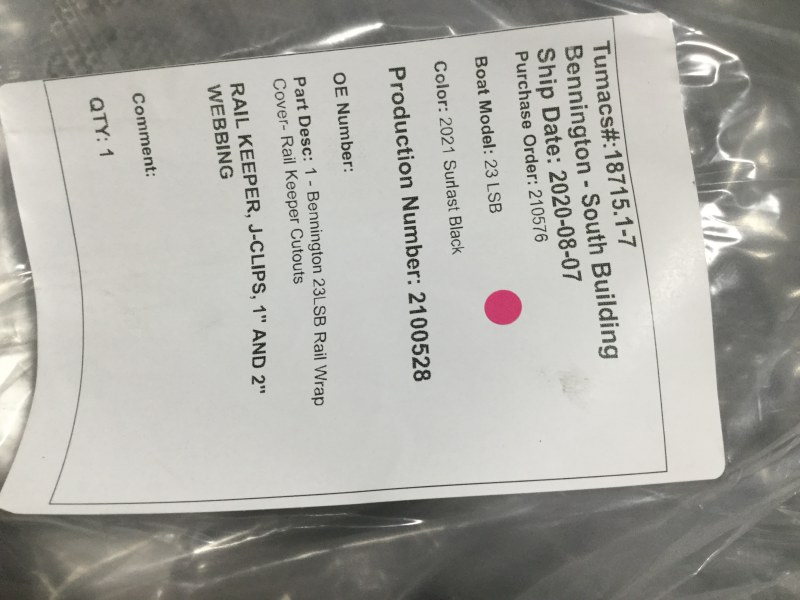 Tumacs#:18715.1-7
Bennington - South Building
Ship Date: 2020-08-07
Purchase Order: 210576
Boat Model: 23 LSB
Color: 2021 Surlast Black
Production Number: 2100528
OE Number:
Part Desc: 1 - Bennington 23LSB Rail Wrap
Cover- Rail Keeper Cutouts
RAIL KEEPER, J-CLIPS, 1" AND 2"
WEBBING
Comment:
QTY: 1